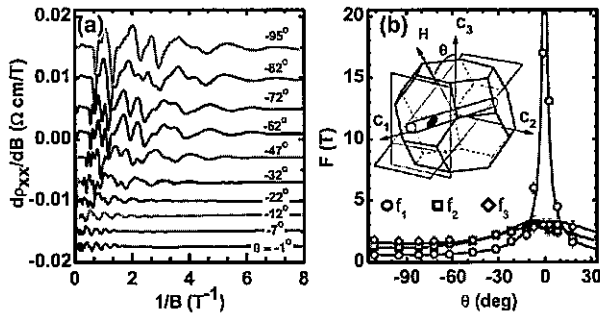 (a)
dρxx/dB (Ω cm/T)
0.02
0.01
0.00
-0.01
-0.02
-95°
-82°
-72°
-62°
-47°
-32°
-22°
-12°
-7°
θ = -1°
0 2 4 6 8
1/B (T⁻¹)
(b)
F (T)
20
15
10
5
0
H
θ
C₃
C₁
C₂
f₁ f₂ f₃
-90 -60 -30 0 30
θ (deg)